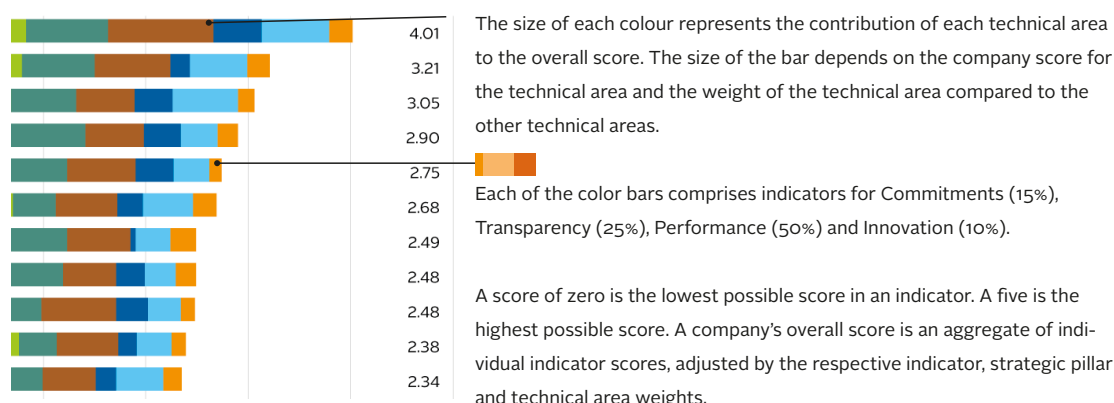 4.01
3.21
3.05
2.90
2.75
2.68
2.49
2.48
2.48
2.38
2.34
The size of each colour represents the contribution of each technical area
to the overall score. The size of the bar depends on the company score for
the technical area and the weight of the technical area compared to the
other technical areas.
Each of the color bars comprises indicators for Commitments (15%),
Transparency (25%), Performance (50%) and Innovation (10%).
A score of zero is the lowest possible score in an indicator. A five is the
highest possible score. A company’s overall score is an aggregate of indi-
vidual indicator scores, adjusted by the respective indicator, strategic pillar
and technical area weights.